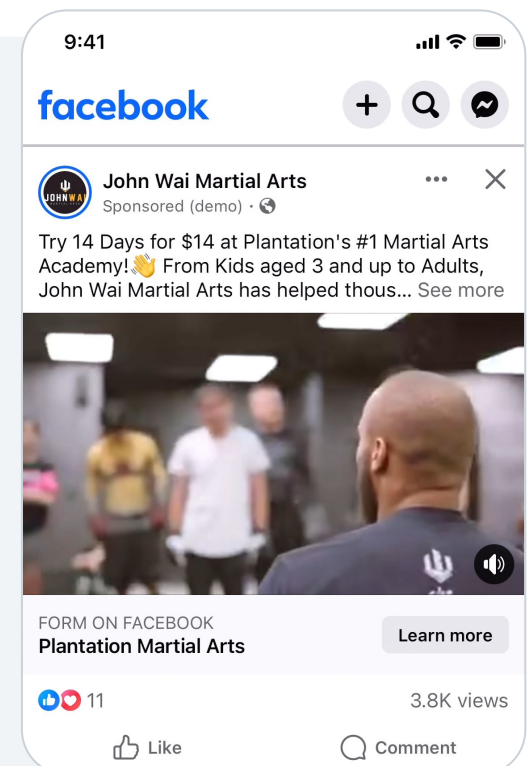 9:41
facebook
JOHNWAI
John Wai Martial Arts
Sponsored (demo) ·
Try 14 Days for $14 at Plantation's #1 Martial Arts
Academy!👋 From Kids aged 3 and up to Adults,
John Wai Martial Arts has helped thous... See more
FORM ON FACEBOOK
Plantation Martial Arts
Learn more
11
3.8K views
Like
Comment